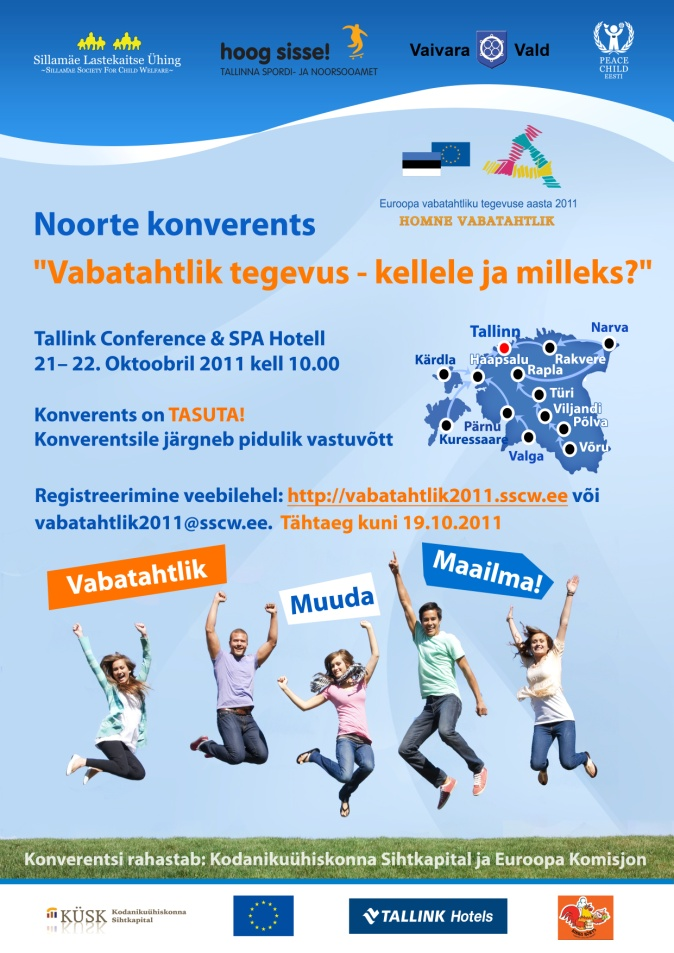 Sillamäe Lastekaitse Ühing
~Sillamäe Society For Child Welfare~
hoog sisse!
TALLINNA SPORDI- JA NOORSOOAMET
Vaivara Vald
PEACE
CHILD
EESTI
Euroopa vabatahtliku tegevuse aasta 2011
HOMNE VABATAHTLIK
Noorte konverents
"Vabatahtlik tegevus - kellele ja milleks?"
Tallink Conference & SPA Hotell
21– 22. Oktoobril 2011 kell 10.00
Konverents on TASUTA!
Konverentsile järgneb pidulik vastuvõtt
Tallinn
Narva
Kärdla
Haapsalu
Rakvere
Rapla
Türi
Viljandi
Pärnu
Põlva
Kuressaare
Võru
Valga
Registreerimine veebilehel: http://vabatahtlik2011.sscw.ee või
vabatahtlik2011@sscw.ee. Tähtaeg kuni 19.10.2011
Vabatahtlik
Muuda
Maailma!
Konverentsi rahastab: Kodanikuühiskonna Sihtkapital ja Euroopa Komisjon
KÜSK
Kodanikuühiskonna
Sihtkapital
TALLINK Hotels